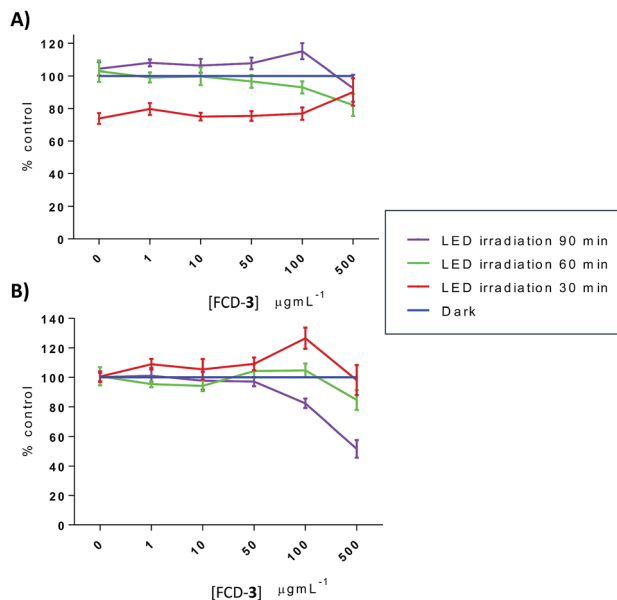 A)
120
100
80
60
40
20
0
% control
0 1 10 50 100 500
[FCD-3] µgmL⁻¹
LED irradiation 90 min
LED irradiation 60 min
LED irradiation 30 min
Dark
B)
140
120
100
80
60
40
20
0
% control
0 1 10 50 100 500
[FCD-3] µgmL⁻¹